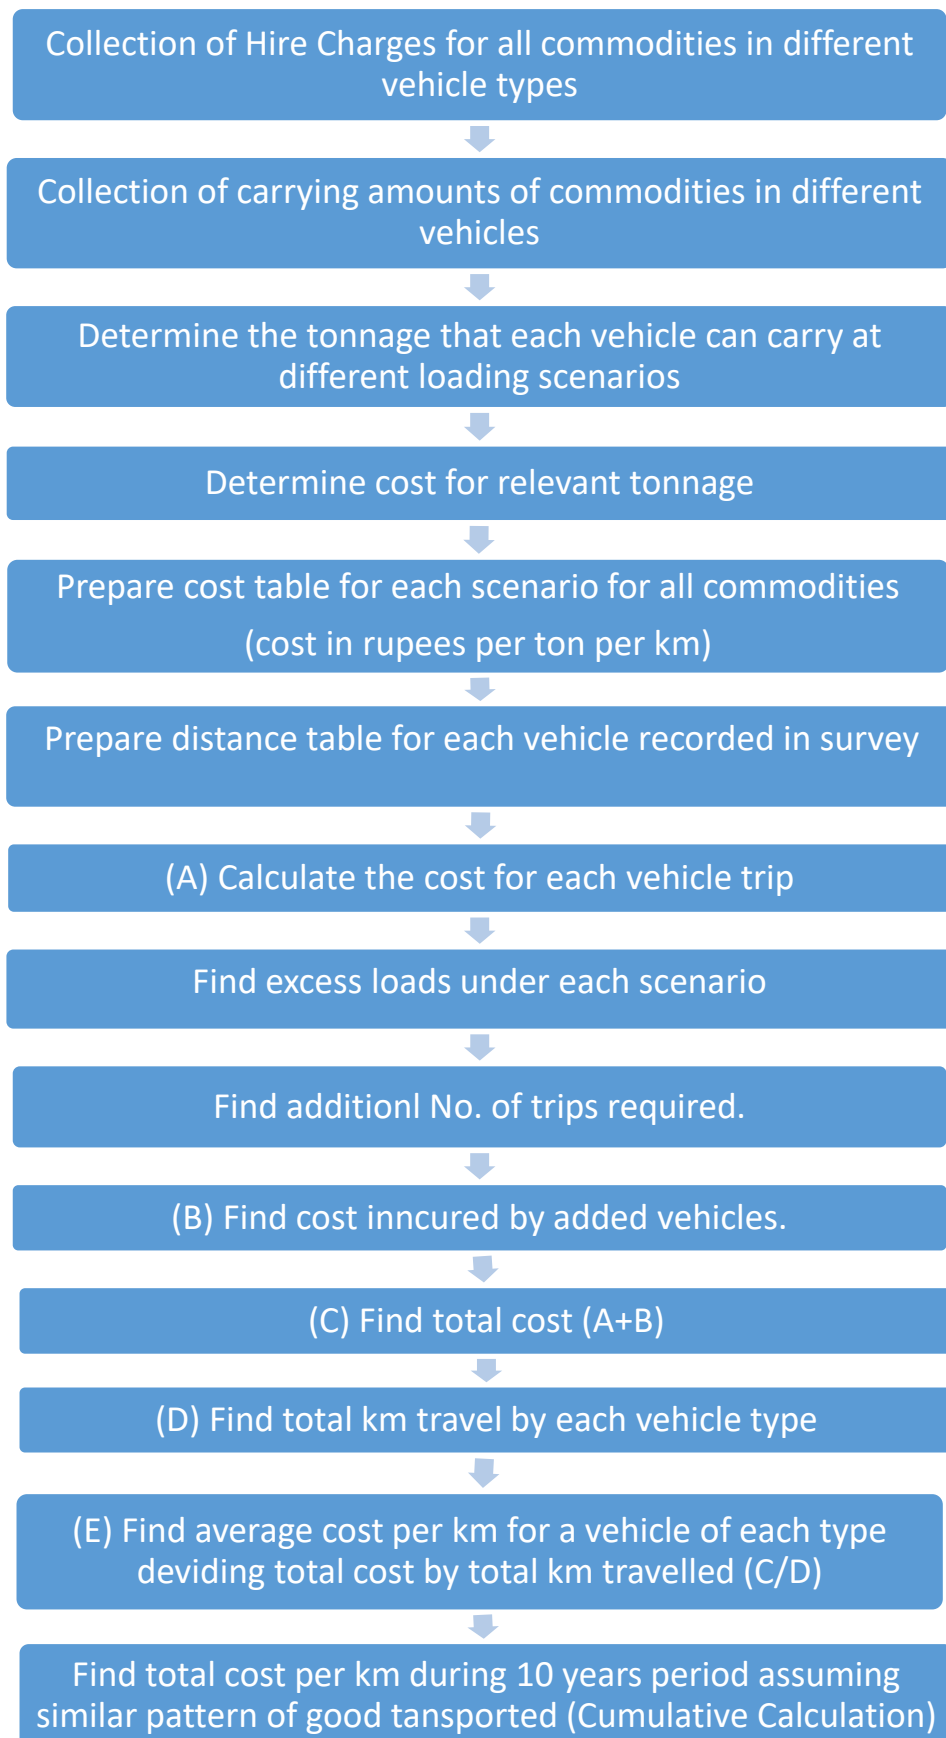 Collection of Hire Charges for all commodities in different
vehicle types
Collection of carrying amounts of commodities in different
vehicles
Determine the tonnage that each vehicle can carry at
different loading scenarios
Determine cost for relevant tonnage
Prepare cost table for each scenario for all commodities
(cost in rupees per ton per km)
Prepare distance table for each vehicle recorded in survey
(A) Calculate the cost for each vehicle trip
Find excess loads under each scenario
Find additionl No. of trips required.
(B) Find cost inncured by added vehicles.
(C) Find total cost (A+B)
(D) Find total km travel by each vehicle type
(E) Find average cost per km for a vehicle of each type
deviding total cost by total km travelled (C/D)
Find total cost per km during 10 years period assuming
similar pattern of good tansported (Cumulative Calculation)